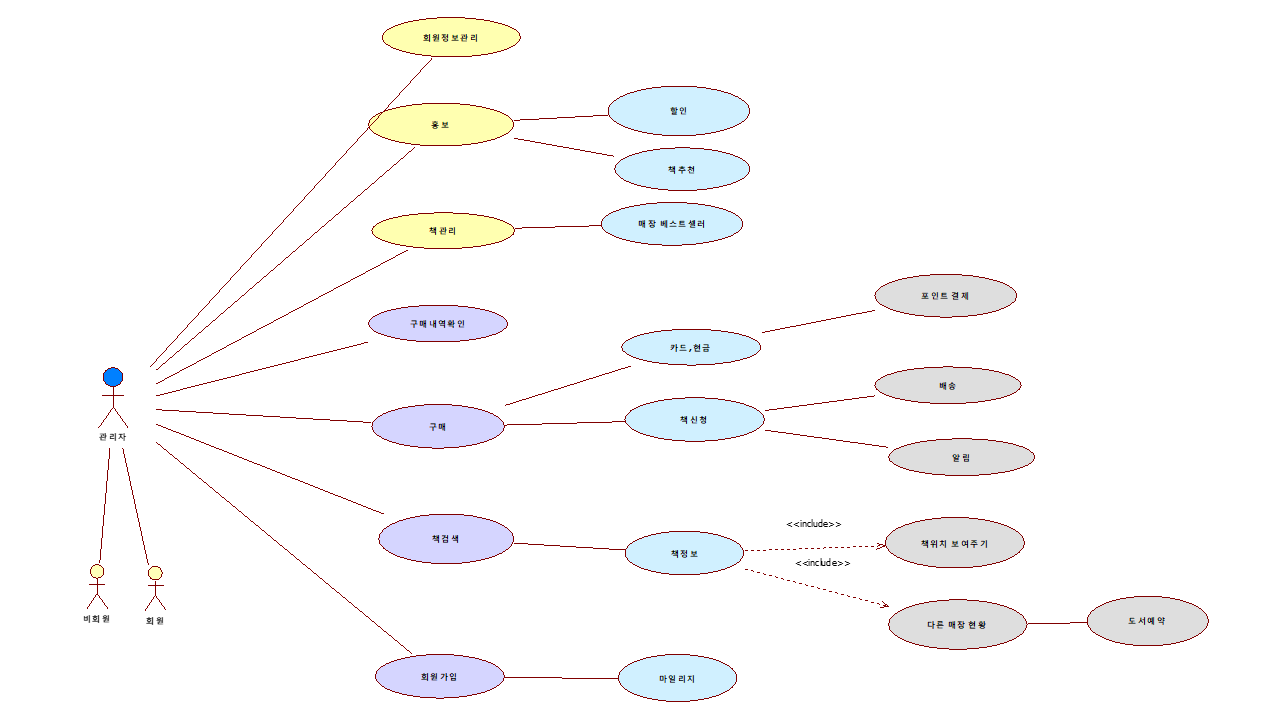 회원정보관리
홍보
할인
책추천
책관리
매장 베스트셀러
구매내역확인
카드,현금
포인트결제
구매
책신청
배송
알림
관리자
책검색
책정보
<<include>>
책위치 보여주기
<<include>>
다른 매장현황
도서예약
비회원
회원
회원가입
마일리지